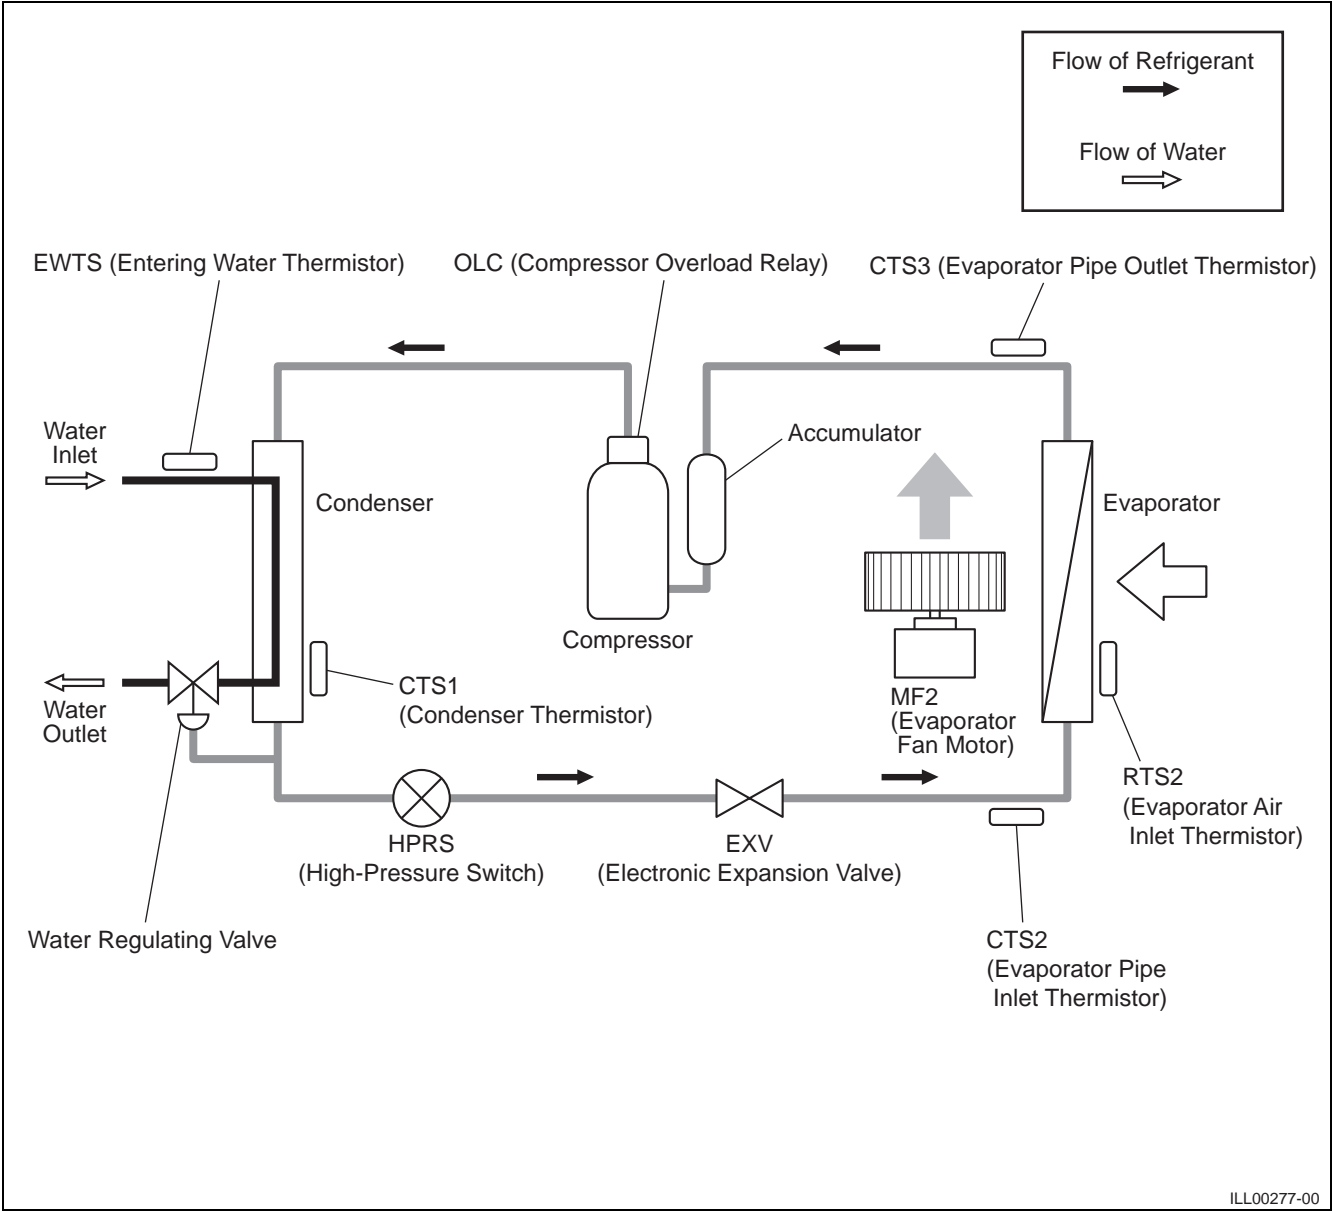 Flow of Refrigerant
Flow of Water
EWTS (Entering Water Thermistor)
OLC (Compressor Overload Relay)
CTS3 (Evaporator Pipe Outlet Thermistor)
Water
Inlet
Accumulator
Condenser
Evaporator
Compressor
CTS1
(Condenser Thermistor)
Water
Outlet
MF2
(Evaporator
Fan Motor)
RTS2
(Evaporator Air
Inlet Thermistor)
HPRS
(High-Pressure Switch)
EXV
(Electronic Expansion Valve)
Water Regulating Valve
CTS2
(Evaporator Pipe
Inlet Thermistor)
ILL00277-00